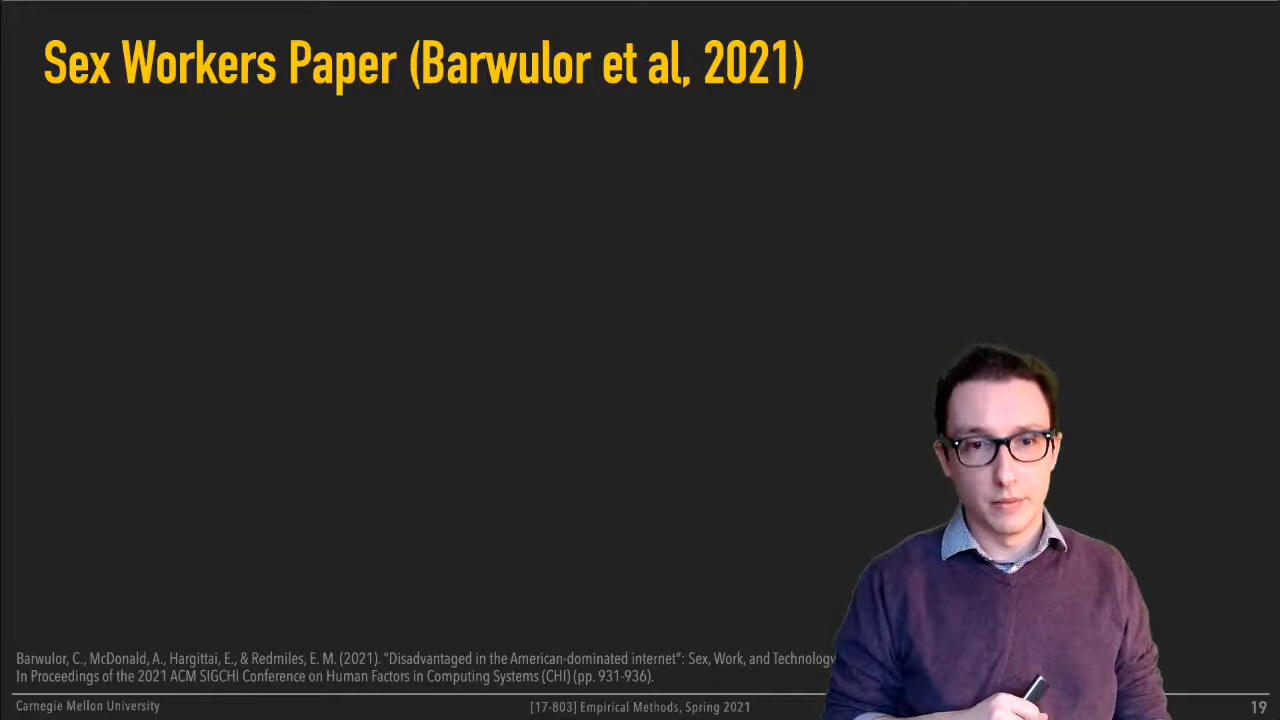 Sex Workers Paper (Barwulor et al, 2021)
Barwulor, C., McDonald, A., Hargittai, E., & Redmiles, E. M. (2021). “Disadvantaged in the American-dominated internet”: Sex, Work, and Technology
In Proceedings of the 2021 ACM SIGCHI Conference on Human Factors in Computing Systems (CHI) (pp. 931-936).
Carnegie Mellon University
[17-803] Empirical Methods, Spring 2021
19